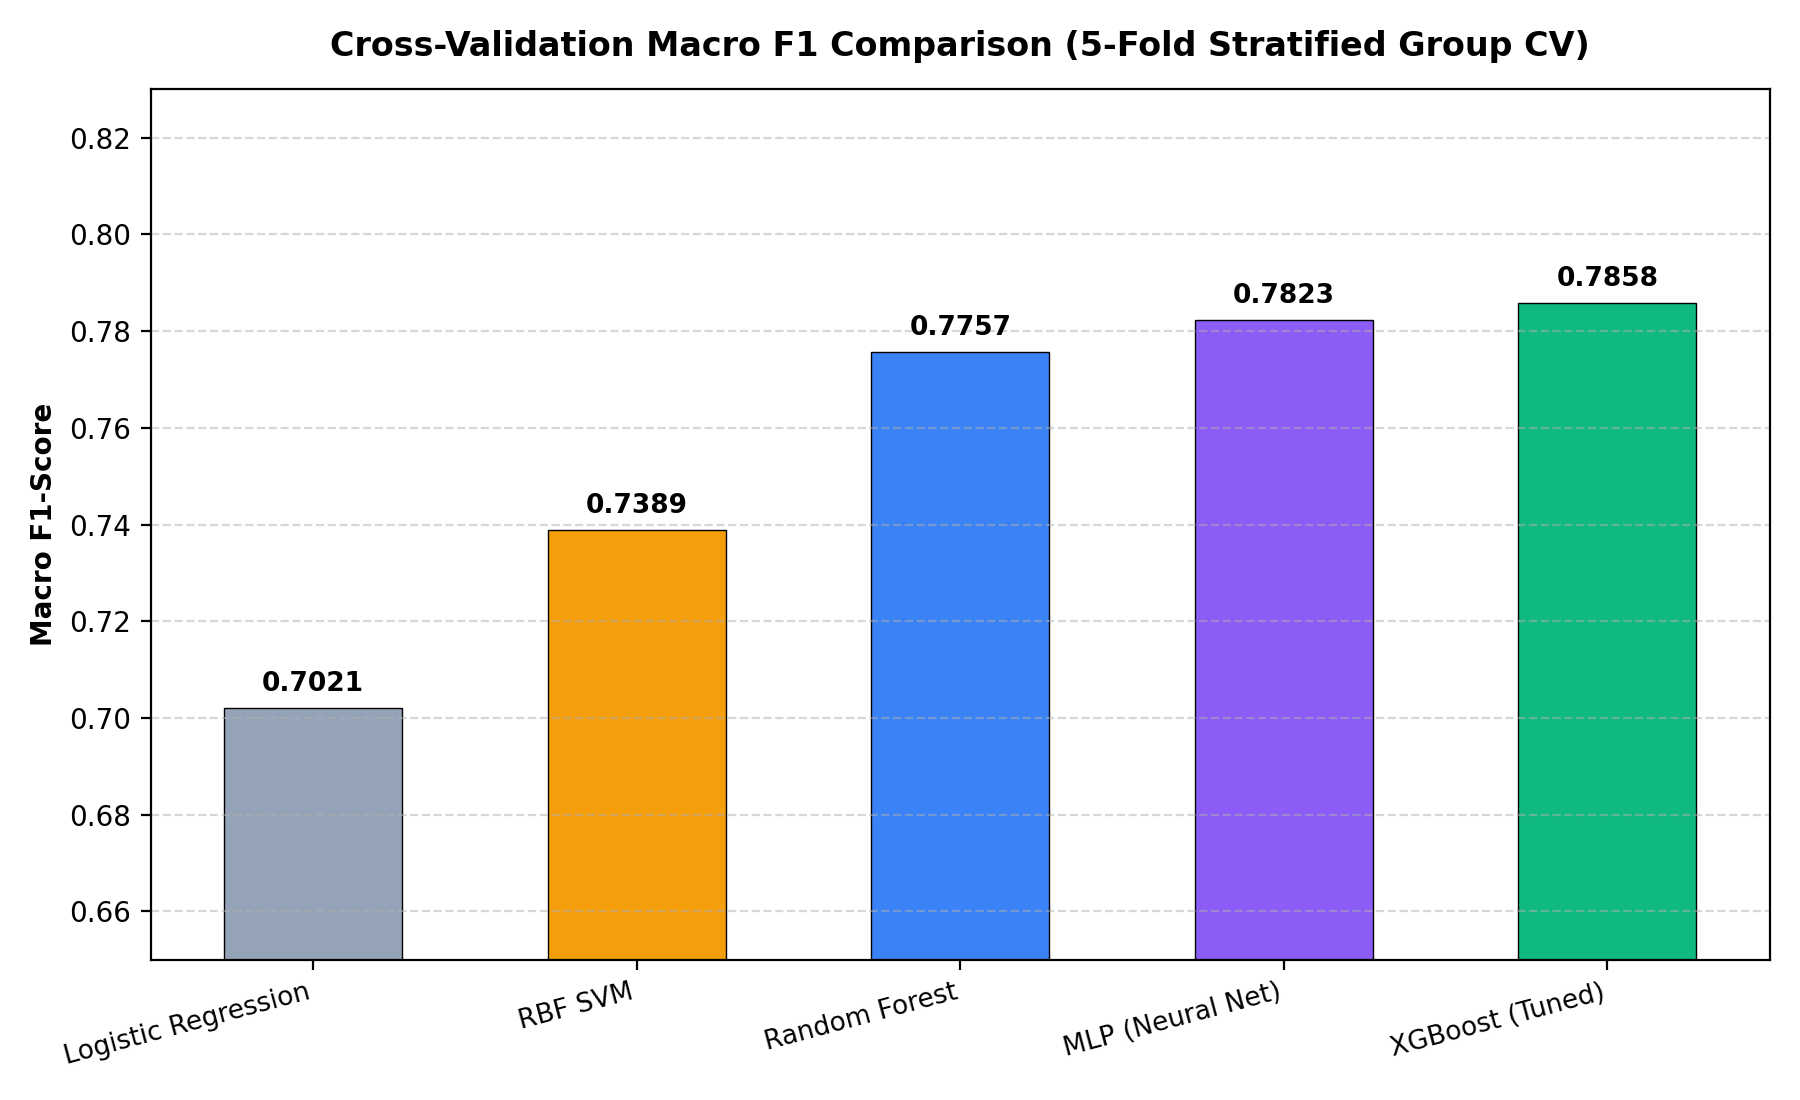 Cross-Validation Macro F1 Comparison (5-Fold Stratified Group CV)
Macro F1-Score
0.82
0.80
0.78
0.76
0.74
0.72
0.70
0.68
0.66
0.7021
0.7389
0.7757
0.7823
0.7858
Logistic Regression
RBF SVM
Random Forest
MLP (Neural Net)
XGBoost (Tuned)